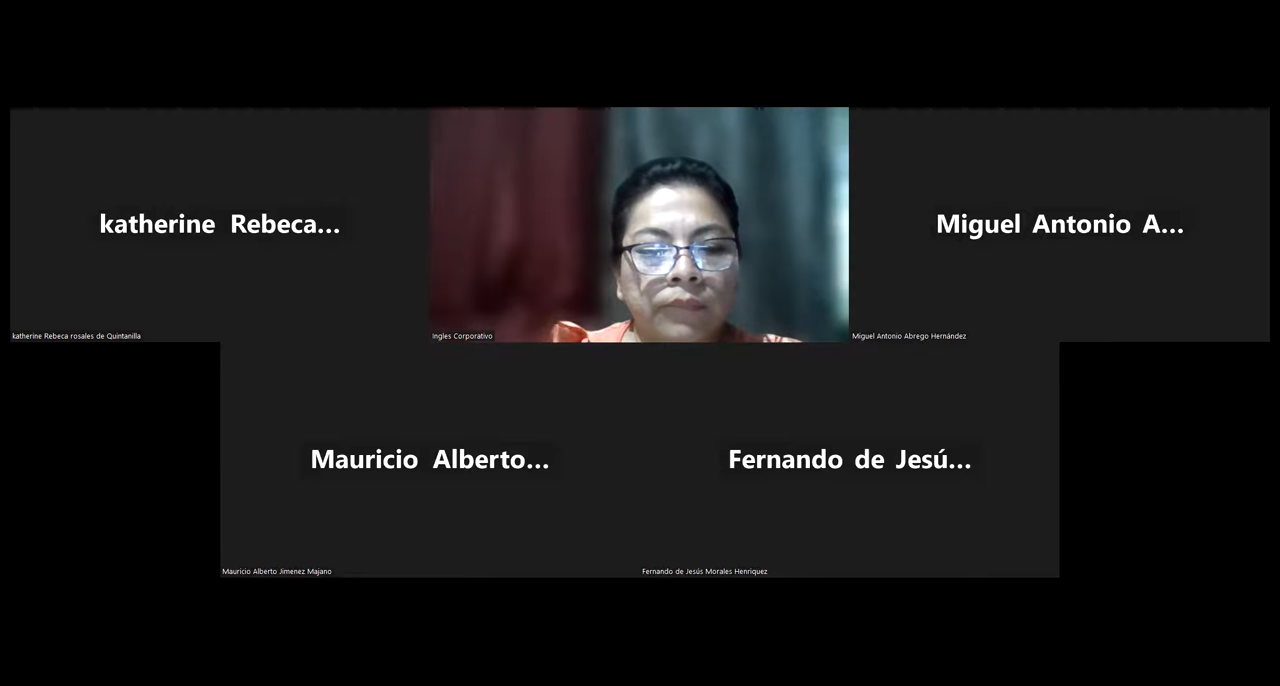 katherine Rebeca...
katherine Rebeca rosales de Quintanilla
Ingles Corporativo
Miguel Antonio A...
Miguel Antonio Abrego Hernández
Mauricio Alberto...
Mauricio Alberto Jimenez Majano
Fernando de Jesú...
Fernando de Jesús Morales Henriquez